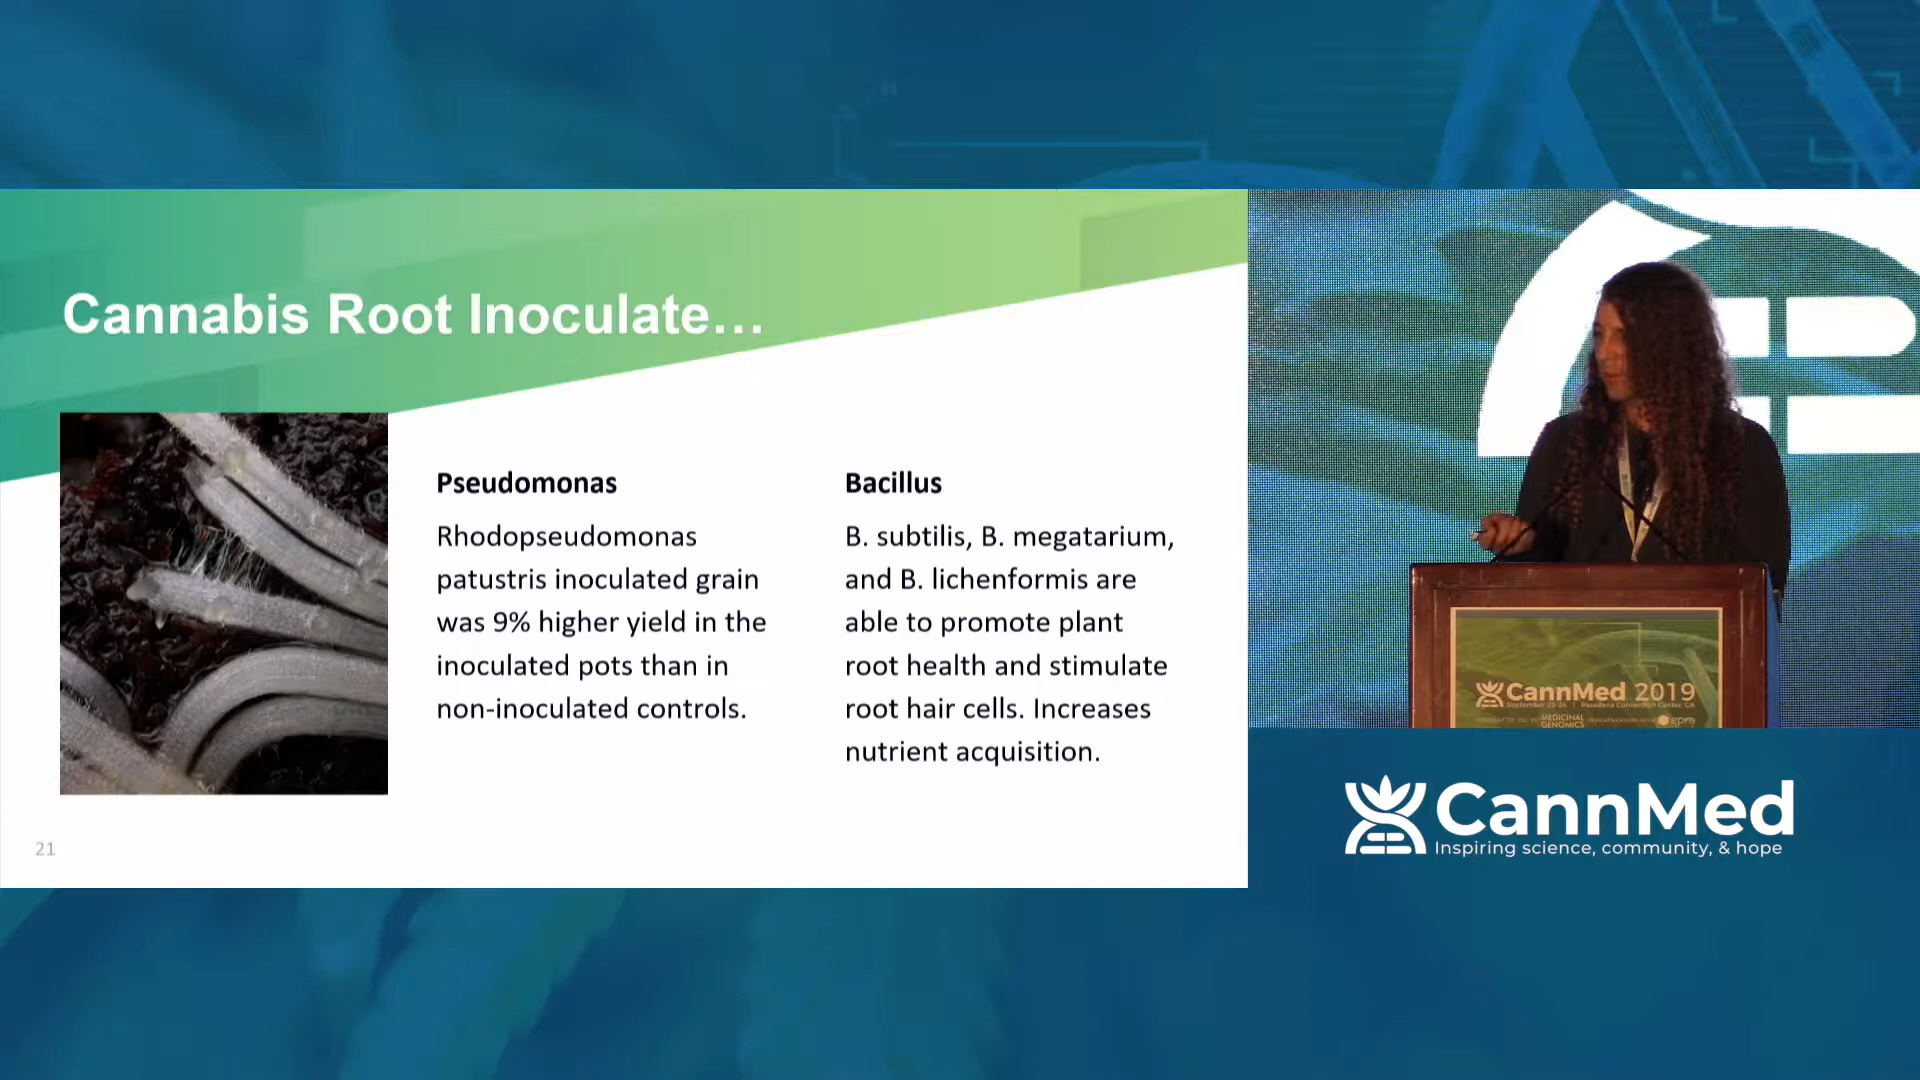 Cannabis Root Inoculate...
Pseudomonas
Rhodopseudomonas
patustris inoculated grain
was 9% higher yield in the
inoculated pots than in
non-inoculated controls.
Bacillus
B. subtilis, B. megatarium,
and B. lichenformis are
able to promote plant
root health and stimulate
root hair cells. Increases
nutrient acquisition.
21
CannMed 2019
September 22-24 | Pasadena Convention Center, CA
MEDICINAL
GENOMICS
epm
CannMed
Inspiring science, community, & hope